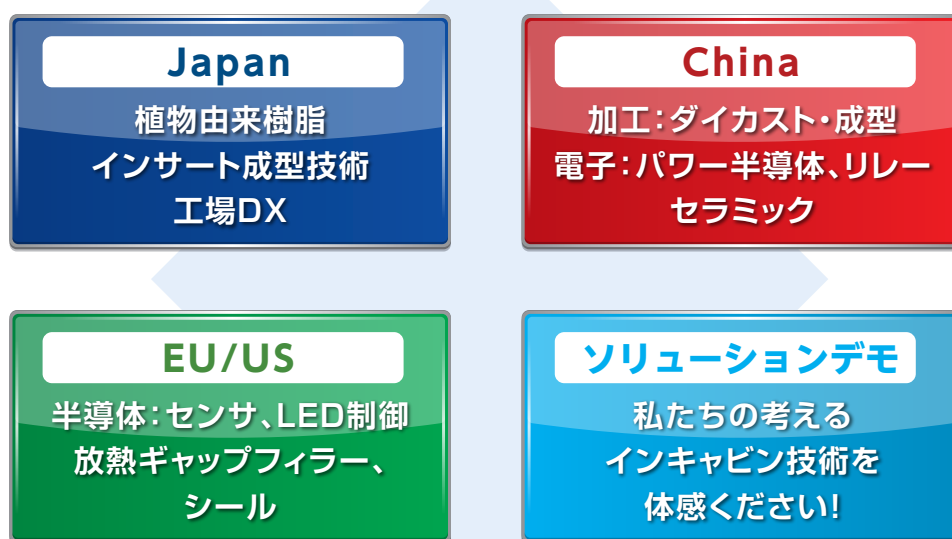 Japan
植物由来樹脂
インサート成型技術
工場DX
China
加工：ダイカスト・成型
電子：パワー半導体、リレー
セラミック
EU/US
半導体：センサ、LED制御
放熱ギャップフィラー、
シール
ソリューションデモ
私たちの考える
インキャビン技術を
体感ください!